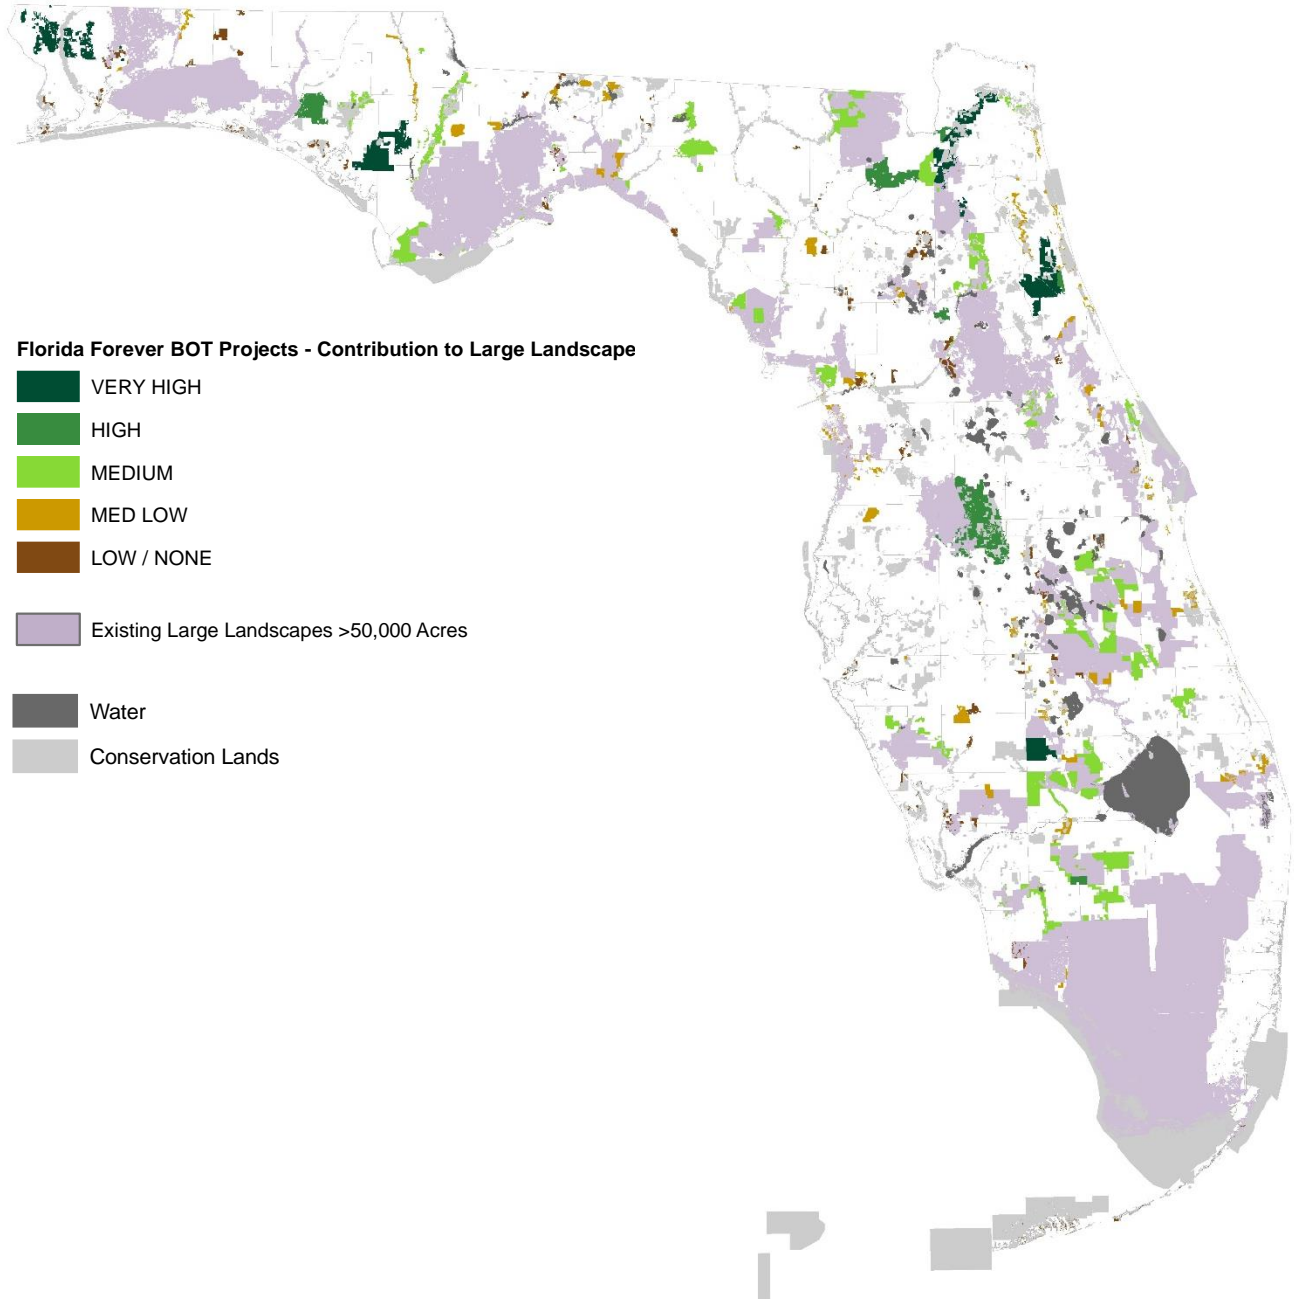 Florida Forever BOT Projects - Contribution to Large Landscape
VERY HIGH
HIGH
MEDIUM
MED LOW
LOW / NONE
Existing Large Landscapes >50,000 Acres
Water
Conservation Lands